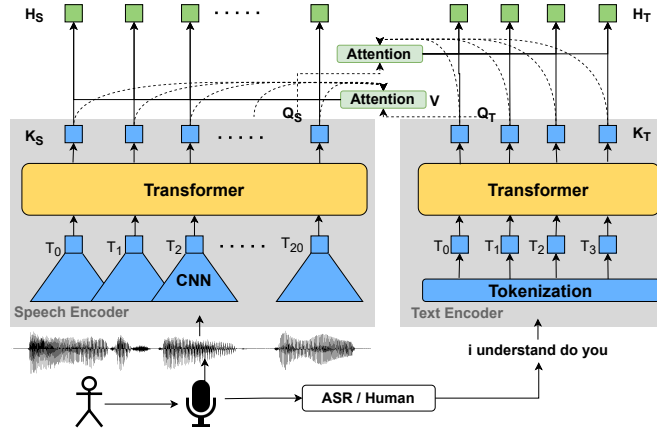 H_S
H_T
. . . . .
Attention
Attention
V
Q_S
Q_T
K_S
. . . . .
K_T
Transformer
Transformer
T_0
T_1
T_2
. . . . .
T_20
T_0
T_1
T_2
T_3
CNN
Tokenization
Speech Encoder
Text Encoder
i understand do you
ASR / Human